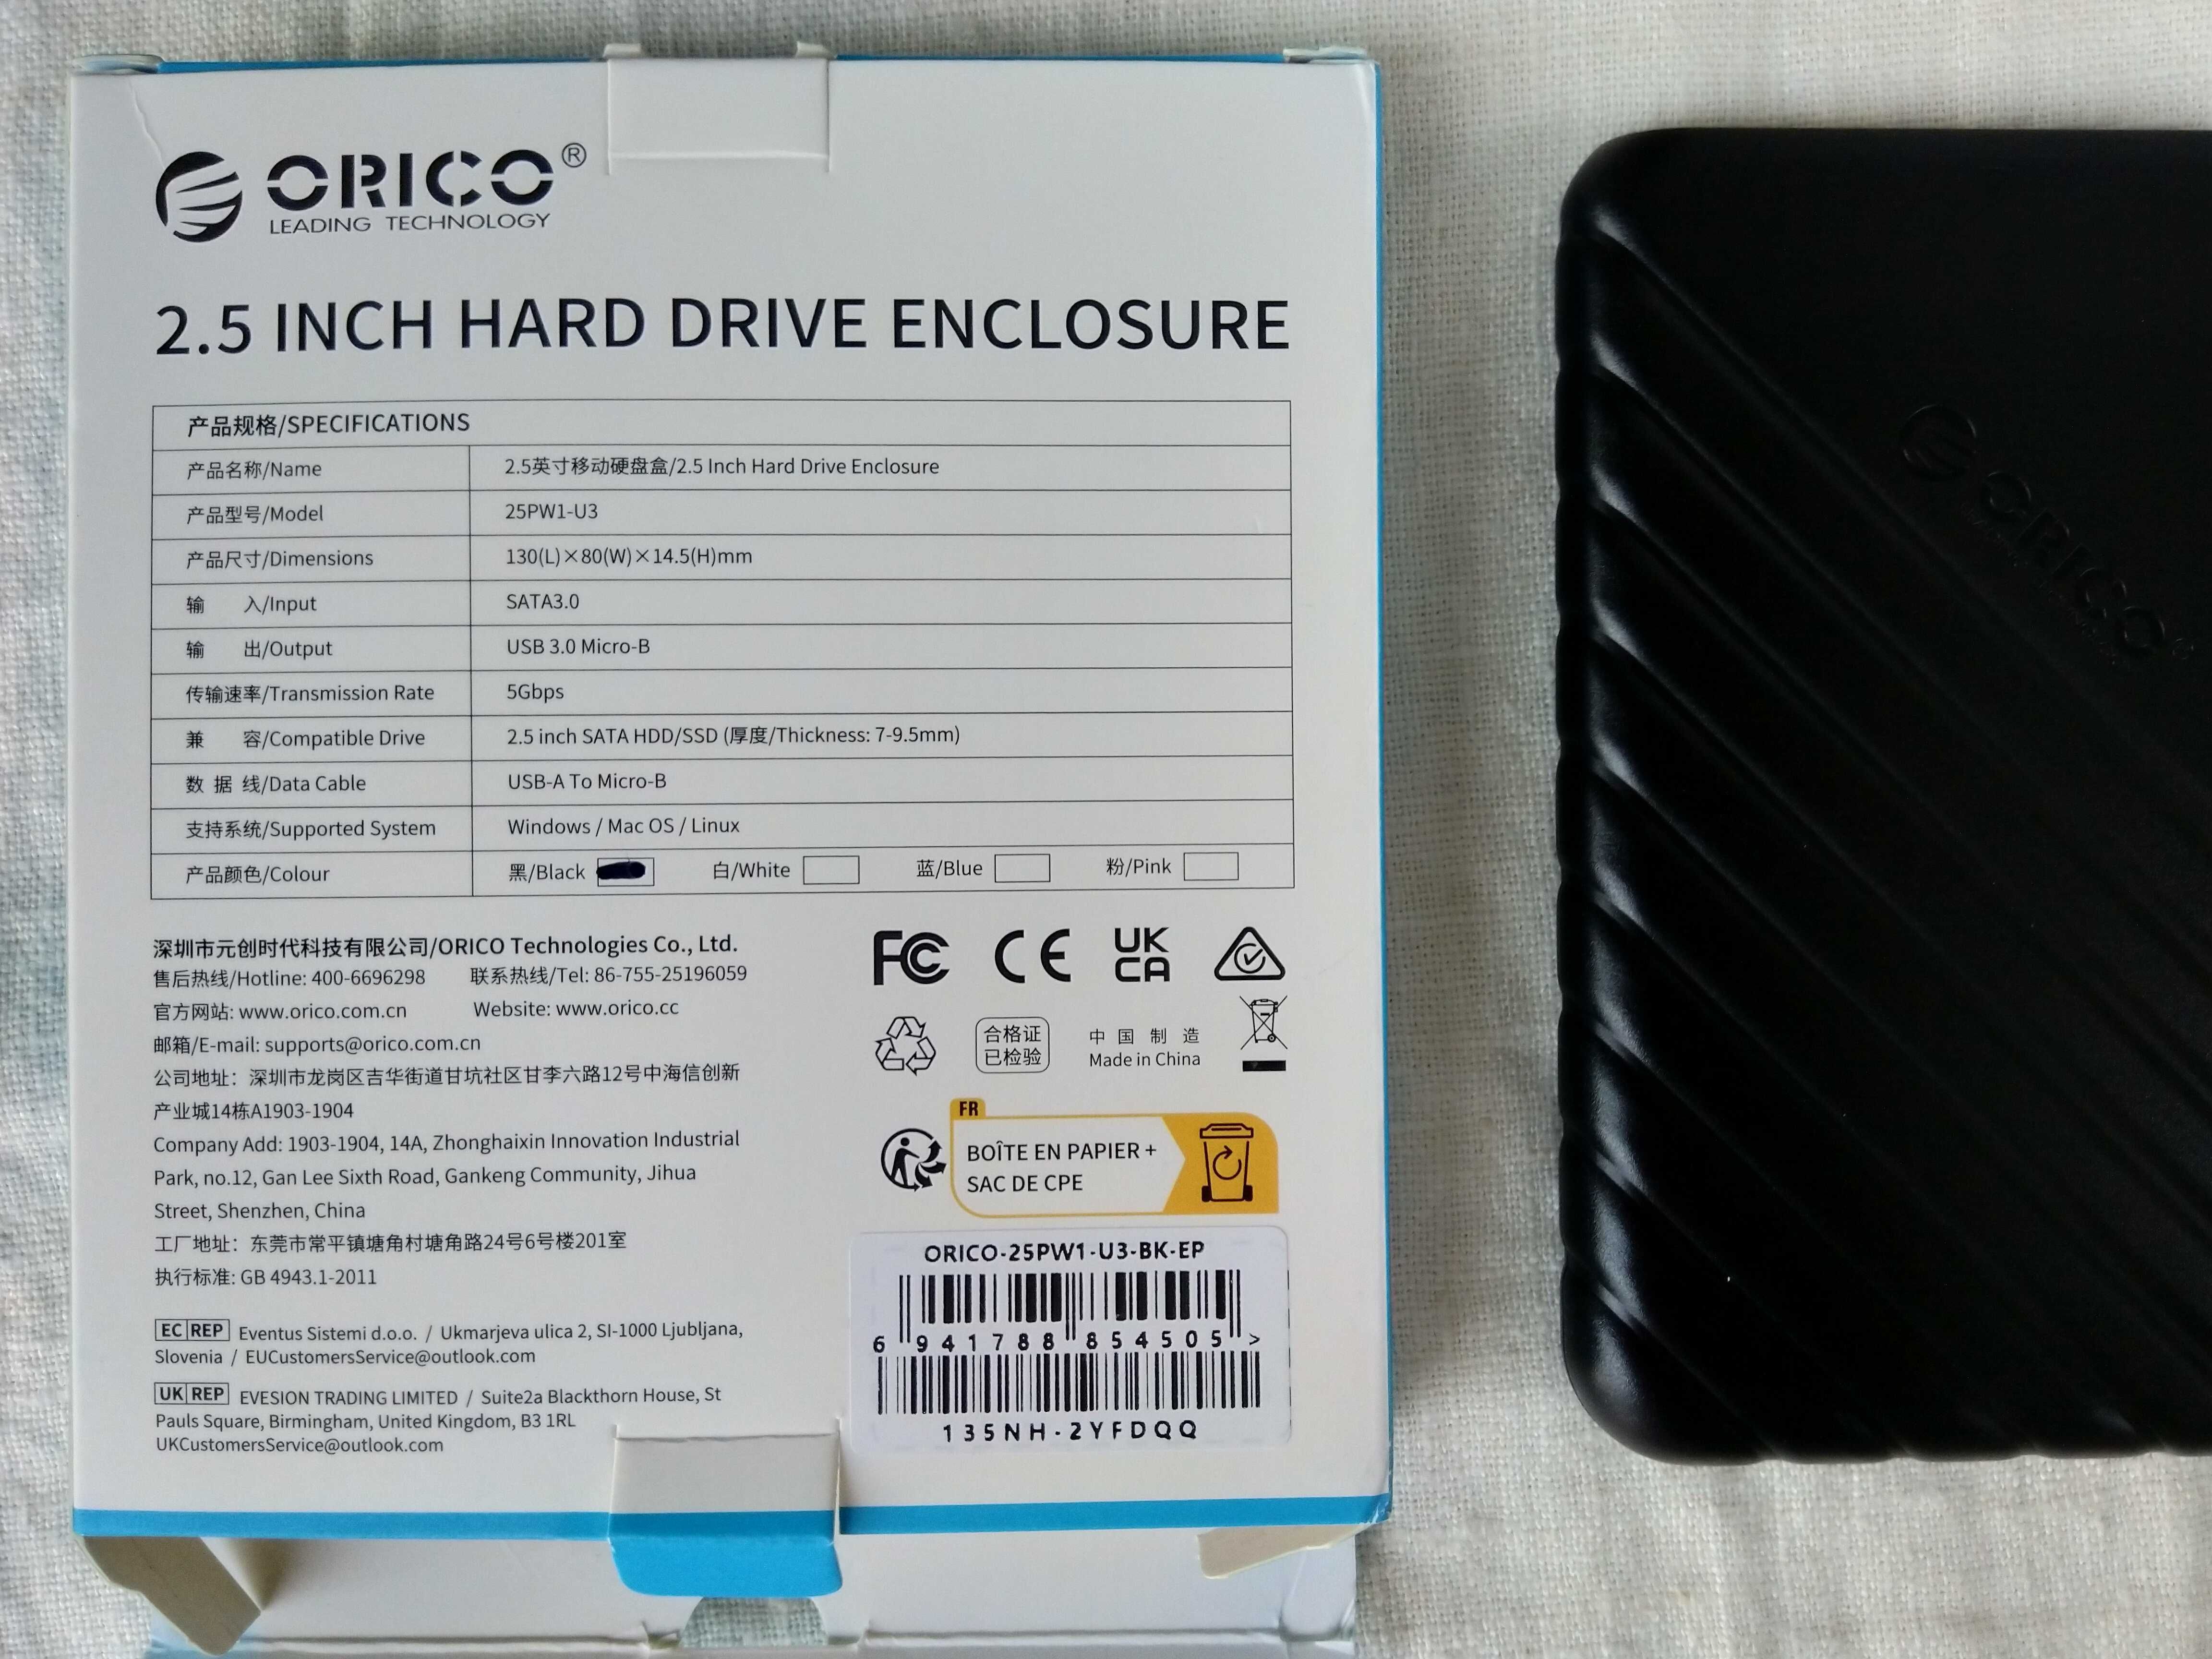 ORICO®
LEADING TECHNOLOGY
2.5 INCH HARD DRIVE ENCLOSURE
产品规格/SPECIFICATIONS
产品名称/Name 2.5英寸移动硬盘盒/2.5 Inch Hard Drive Enclosure
产品型号/Model 25PW1-U3
产品尺寸/Dimensions 130(L)×80(W)×14.5(H)mm
输 入/Input SATA3.0
输 出/Output USB 3.0 Micro-B
传输速率/Transmission Rate 5Gbps
兼 容/Compatible Drive 2.5 inch SATA HDD/SSD (厚度/Thickness: 7-9.5mm)
数 据 线/Data Cable USB-A To Micro-B
支持系统/Supported System Windows / Mac OS / Linux
产品颜色/Colour 黑/Black 白/White 蓝/Blue 粉/Pink
深圳市元创时代科技有限公司/ORICO Technologies Co., Ltd.
售后热线/Hotline: 400-6696298 联系热线/Tel: 86-755-25196059
官方网站: www.orico.com.cn Website: www.orico.cc
邮箱/E-mail: supports@orico.com.cn
公司地址：深圳市龙岗区吉华街道甘坑社区甘李六路12号中海信创新
产业城14栋A1903-1904
Company Add: 1903-1904, 14A, Zhonghaixin Innovation Industrial
Park, no.12, Gan Lee Sixth Road, Gankeng Community, Jihua
Street, Shenzhen, China
工厂地址：东莞市常平镇塘角村塘角路24号6号楼201室
执行标准: GB 4943.1-2011
EC REP Eventus Sistemi d.o.o. / Ukmarjeva ulica 2, SI-1000 Ljubljana,
Slovenia / EUCustomersService@outlook.com
UK REP EVESION TRADING LIMITED / Suite2a Blackthorn House, St
Pauls Square, Birmingham, United Kingdom, B3 1RL
UKCustomersService@outlook.com
FC CE UK
CA
合格证
已检验
中 国 制 造
Made in China
FR
BOÎTE EN PAPIER +
SAC DE CPE
ORICO-25PW1-U3-BK-EP
6 941788 854505 >
135NH-2YFDQQ
ORICO®